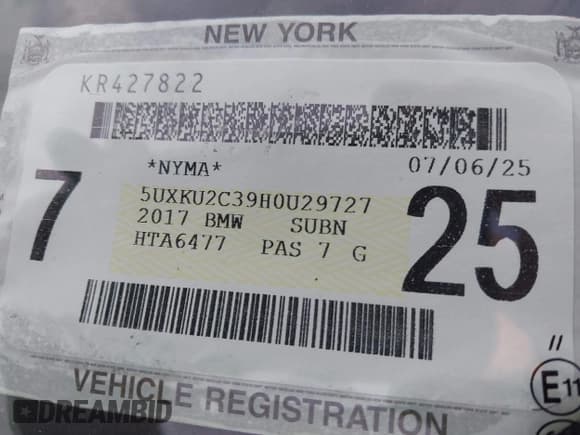 NEW YORK
KR427822
*NYMA* 07/06/25
7 25
5UXKU2C39H0U29727
2017 BMW SUBN
HTA6477 PAS 7 G
VEHICLE REGISTRATION
E11
DREAMBID